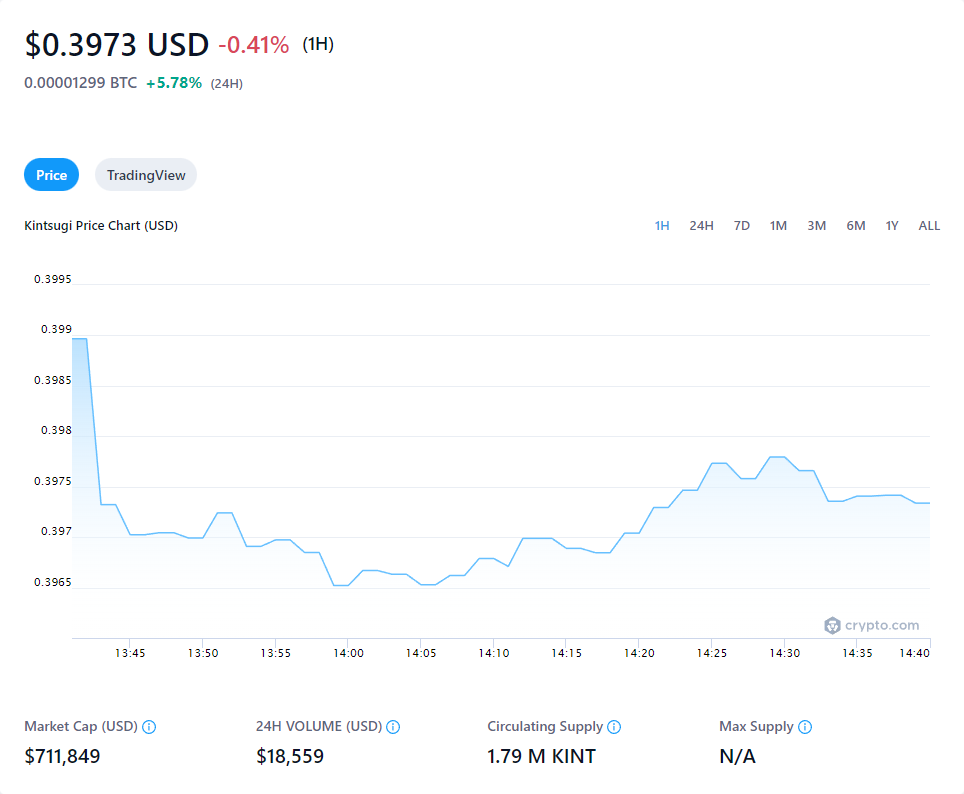 $0.3973 USD -0.41% (1H)
0.00001299 BTC +5.78% (24H)
Price TradingView
Kintsugi Price Chart (USD) 1H 24H 7D 1M 3M 6M 1Y ALL
0.3995
0.399
0.3985
0.398
0.3975
0.397
0.3965
crypto.com
13:45 13:50 13:55 14:00 14:05 14:10 14:15 14:20 14:25 14:30 14:35 14:40
Market Cap (USD) 24H VOLUME (USD) Circulating Supply Max Supply
$711,849 $18,559 1.79 M KINT N/A